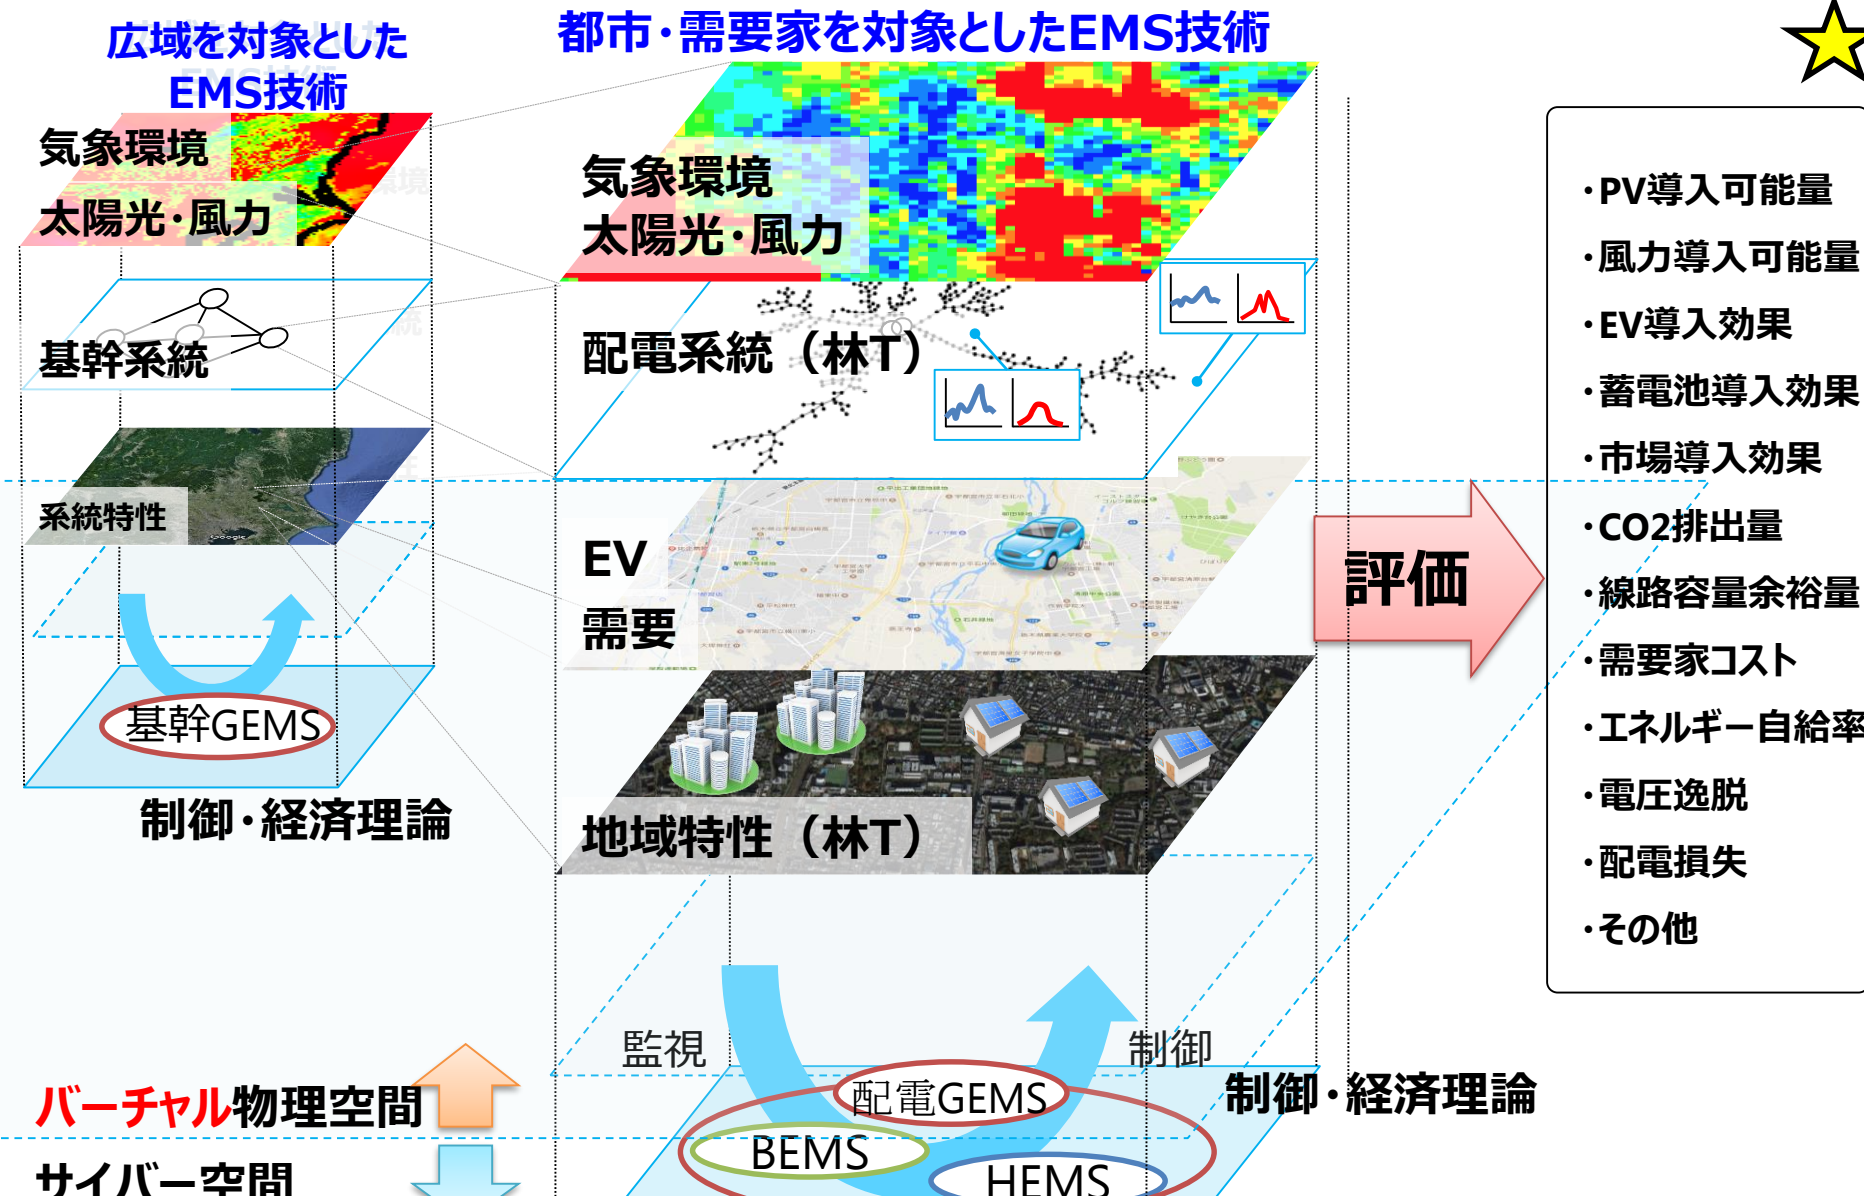 広域を対象とした
EMS技術
都市・需要家を対象としたEMS技術
気象環境
太陽光・風力
基幹系統
系統特性
Google
基幹GEMS
制御・経済理論
気象環境
太陽光・風力
配電系統（林T）
EV
需要
地域特性（林T）
監視
制御
配電GEMS
BEMS
HEMS
制御・経済理論
バーチャル物理空間
サイバー空間
評価
・PV導入可能量
・風力導入可能量
・EV導入効果
・蓄電池導入効果
・市場導入効果
・CO2排出量
・線路容量余裕量
・需要家コスト
・エネルギー自給率
・電圧逸脱
・配電損失
・その他